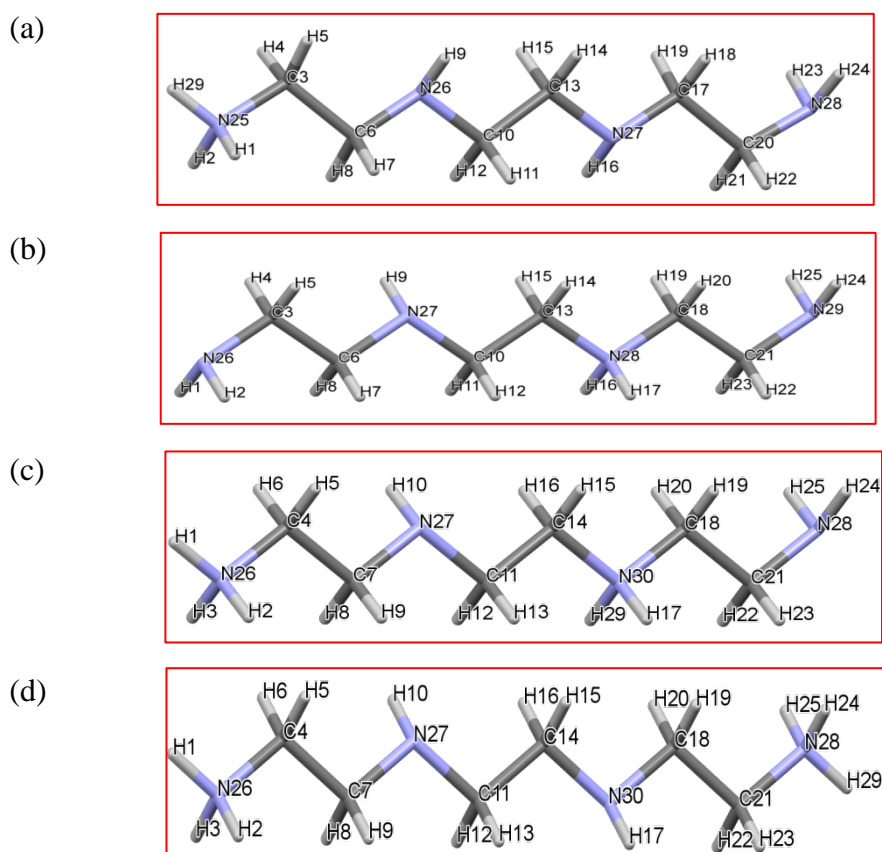 (a)
H5 H15 H14 H19 H18
H4 H9 H23 H24
H29 C3 N26 C13 C17 N28
N25 C6 C10 N27 C20
H2 H1 H8 H7 H12 H11 H16 H21 H22
(b)
H4 H5 H9 H15 H14 H19 H20 H25 H24
C3 N27 C13 C18 N29
N26 C6 C10 N28 C21
H1 H2 H8 H7 H11 H12 H16 H17 H23 H22
(c)
H6 H5 H10 H16 H15 H20 H19 H25 H24
H1 C4 N27 C14 C18 N28
N26 C7 C11 N30 C21
H3 H2 H8 H9 H12 H13 H29 H17 H22 H23
(d)
H6 H5 H10 H16 H15 H20 H19 H25 H24
H1 C4 N27 C14 C18 N28
N26 C7 C11 N30 C21 H29
H3 H2 H8 H9 H12 H13 H17 H22 H23